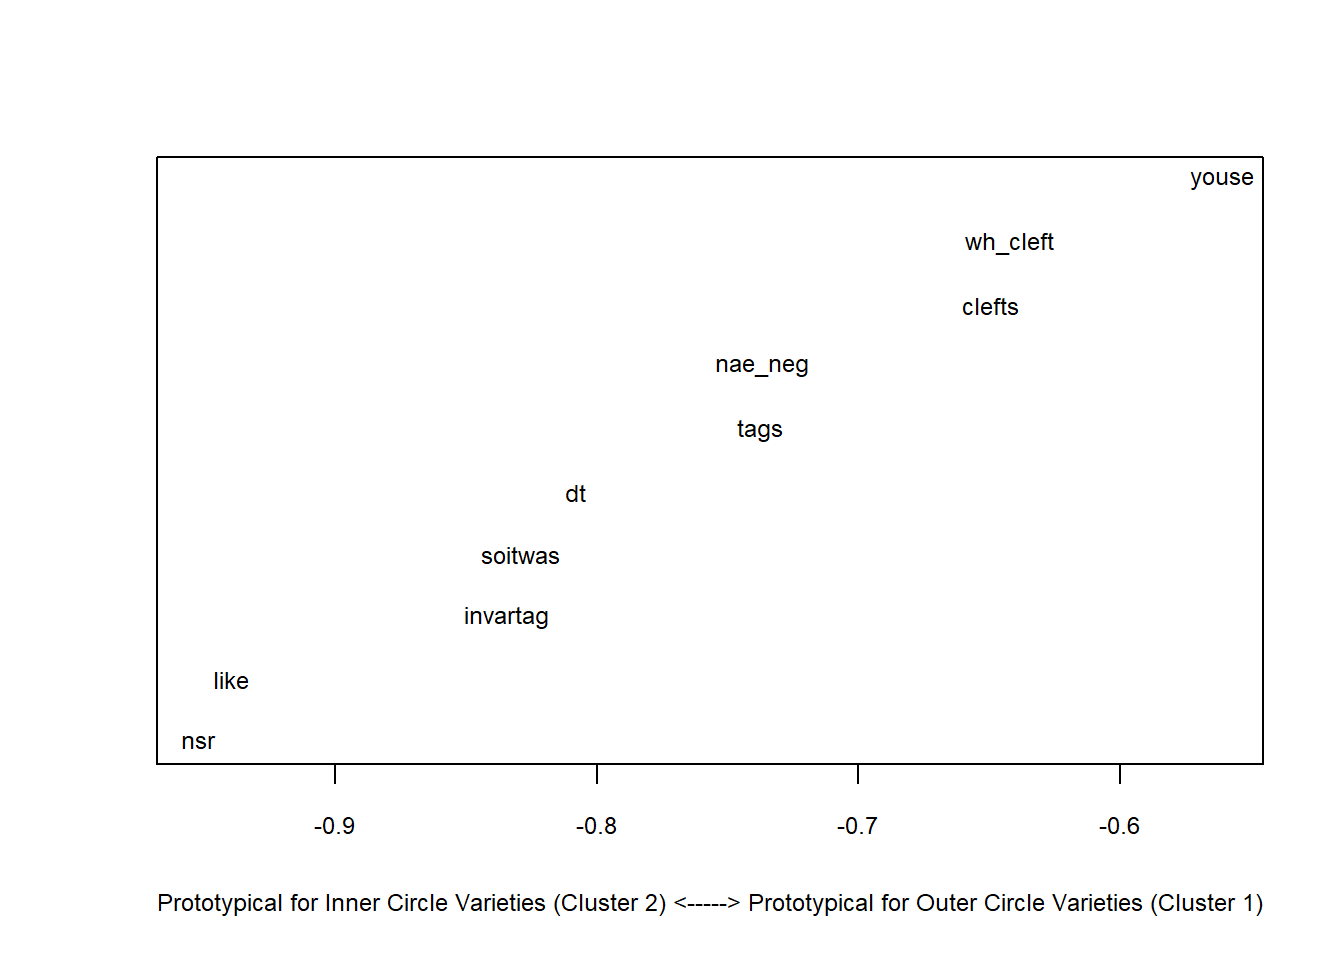 youse
wh_cleft
clefts
nae_neg
tags
dt
soitwas
invartag
like
nsr
-0.9 -0.8 -0.7 -0.6
Prototypical for Inner Circle Varieties (Cluster 2) <-----> Prototypical for Outer Circle Varieties (Cluster 1)